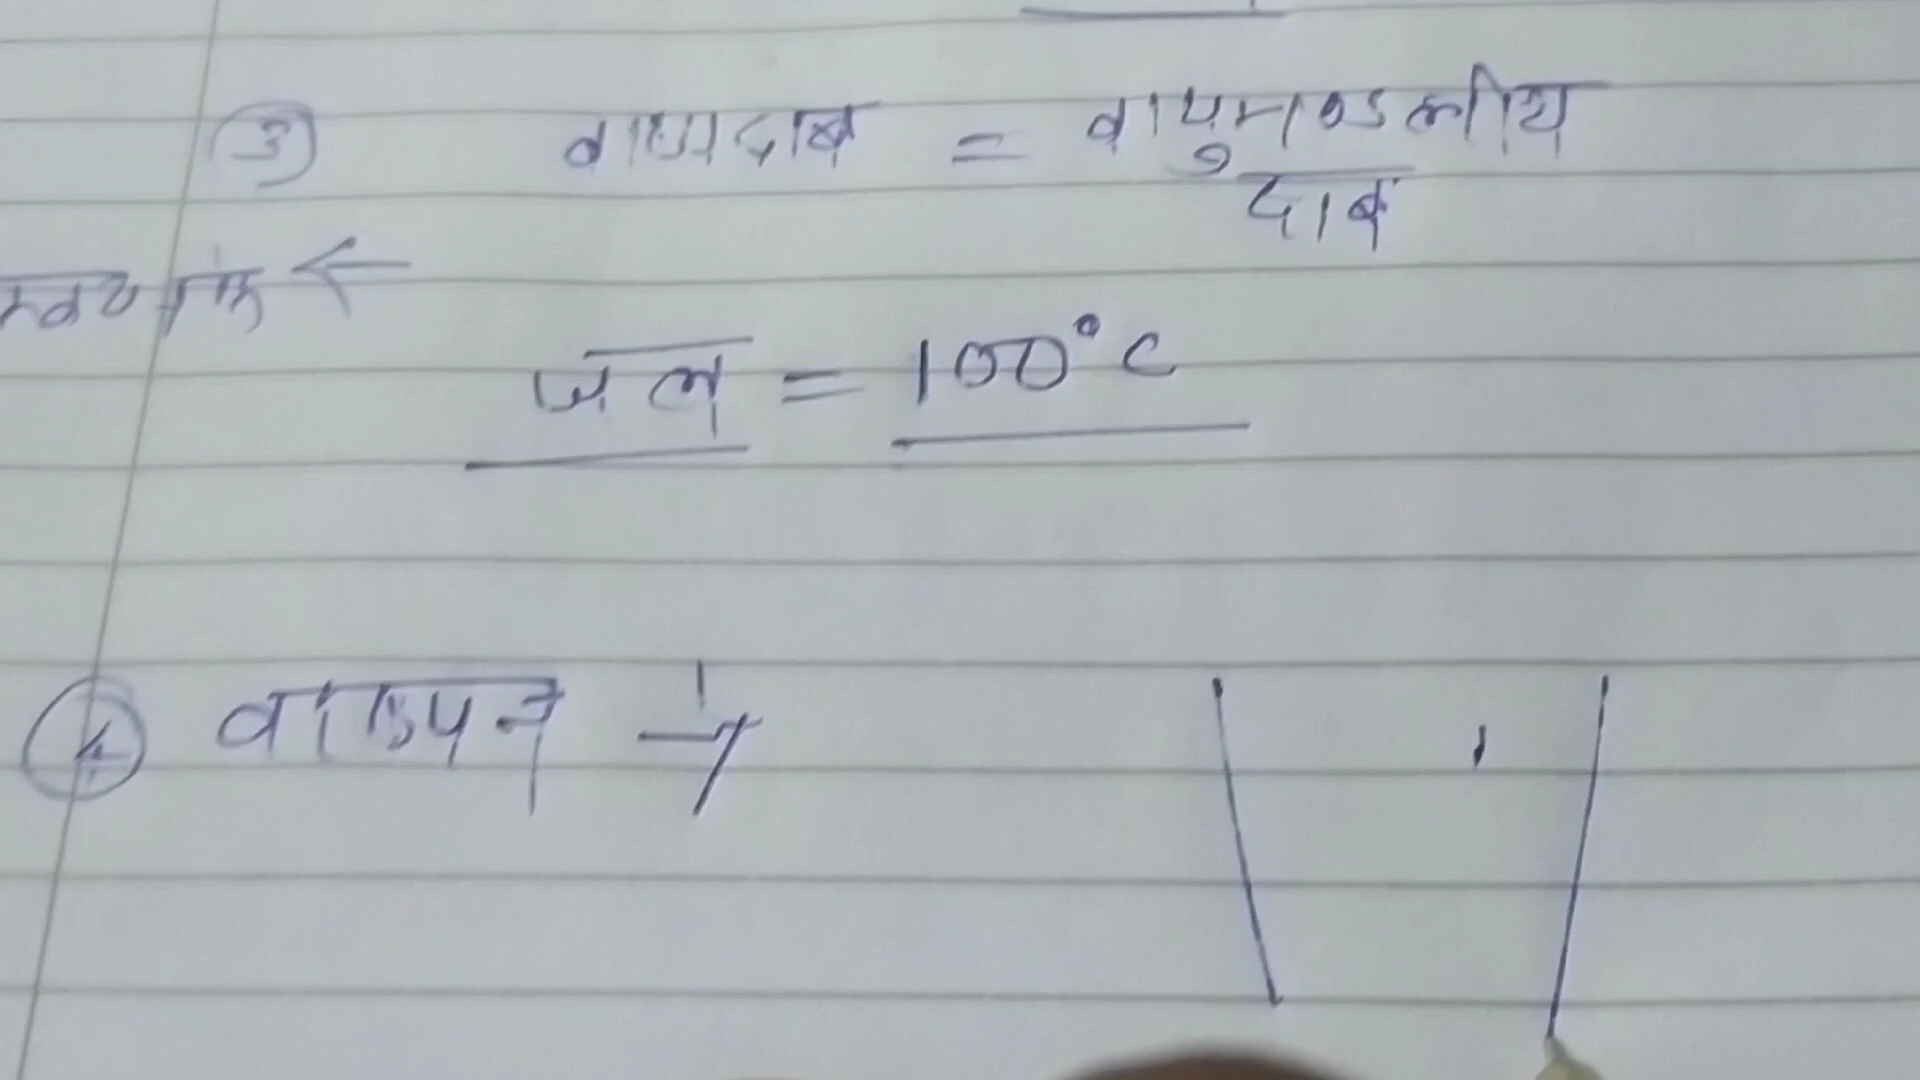 ③ वाष्पदाब = वायुमण्डलीय
दाब
क्वथनांक ←
जल = 100°C
④ वाष्पन →